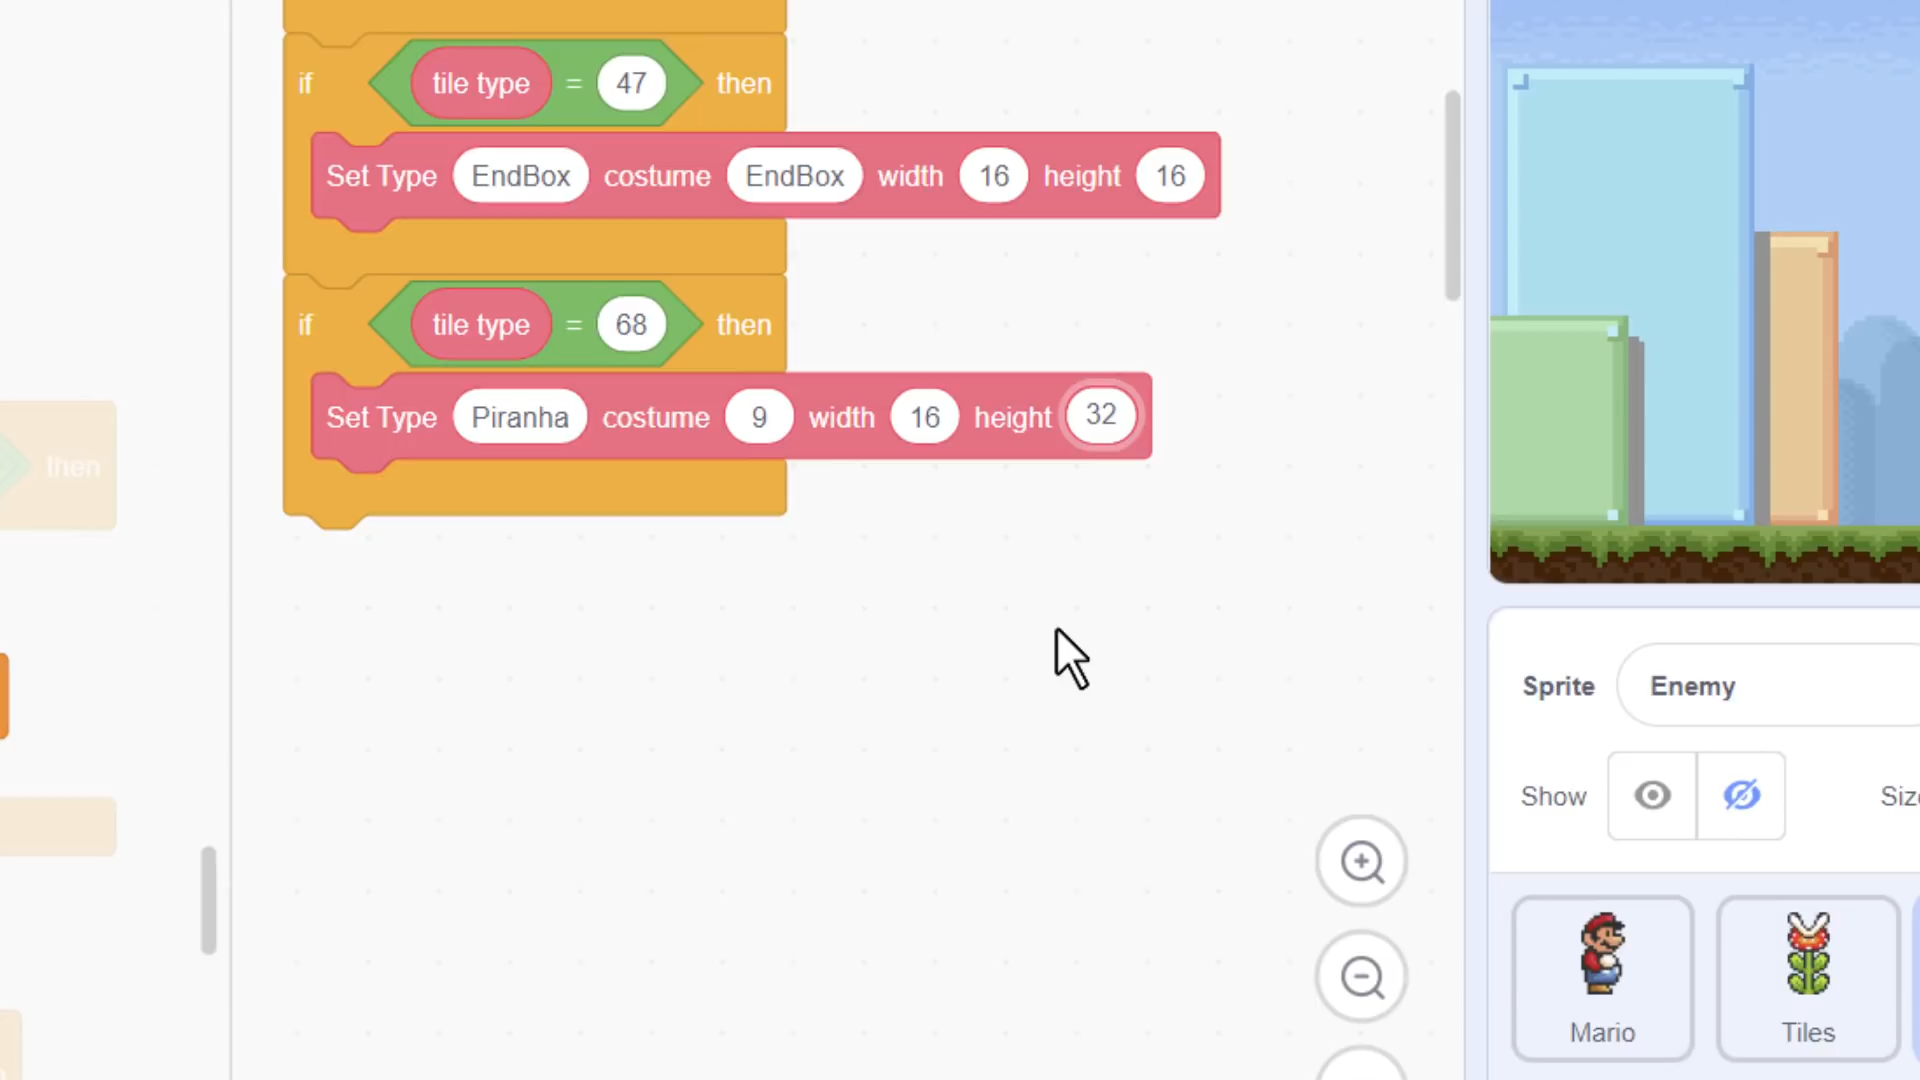 if tile type = 47 then
Set Type EndBox costume EndBox width 16 height 16
if tile type = 68 then
Set Type Piranha costume 9 width 16 height 32
then
Sprite Enemy
Show
Mario
Tiles